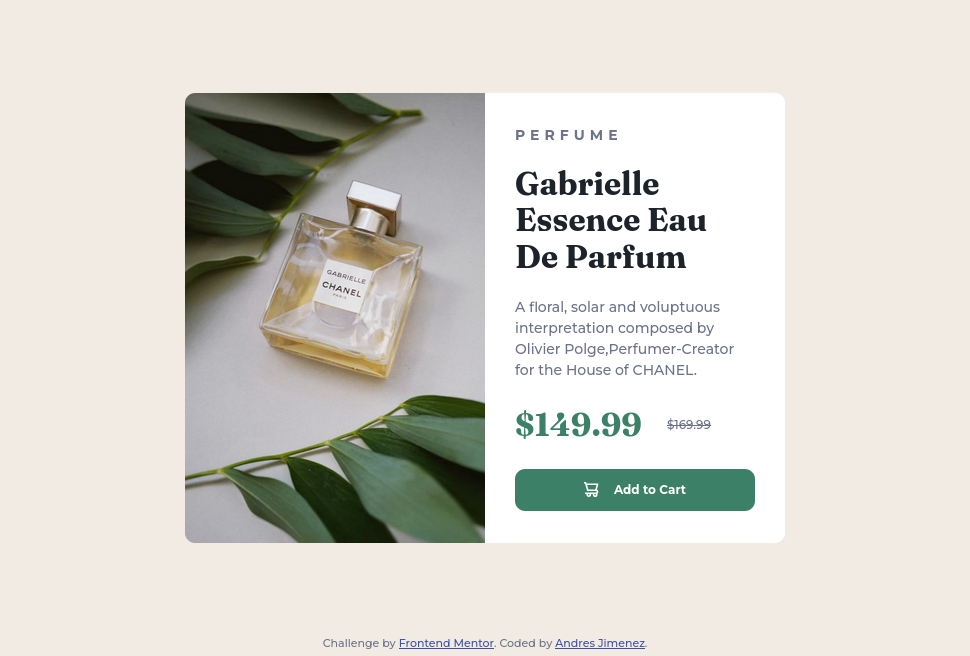 GABRIELLE
CHANEL
PARIS
PERFUME
Gabrielle
Essence Eau
De Parfum
A floral, solar and voluptuous
interpretation composed by
Olivier Polge,Perfumer-Creator
for the House of CHANEL.
$149.99 $169.99
Add to Cart
Challenge by Frontend Mentor. Coded by Andres Jimenez.